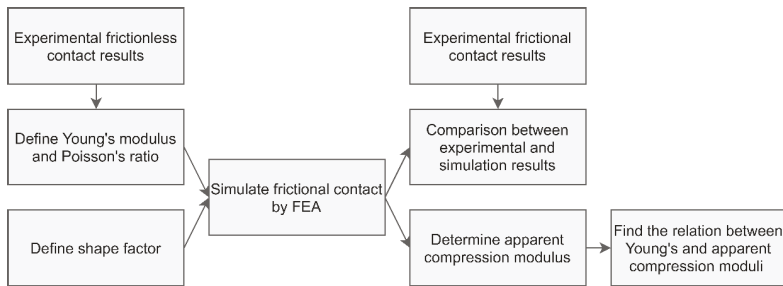 Experimental frictionless
contact results
Experimental frictional
contact results
Define Young's modulus
and Poisson's ratio
Comparison between
experimental and
simulation results
Simulate frictional contact
by FEA
Define shape factor
Determine apparent
compression modulus
Find the relation between
Young's and apparent
compression moduli